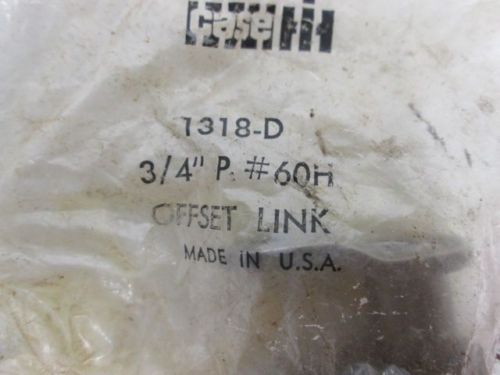 case IH
1318-D
3/4" P. #60H
OFFSET LINK
MADE IN U.S.A.